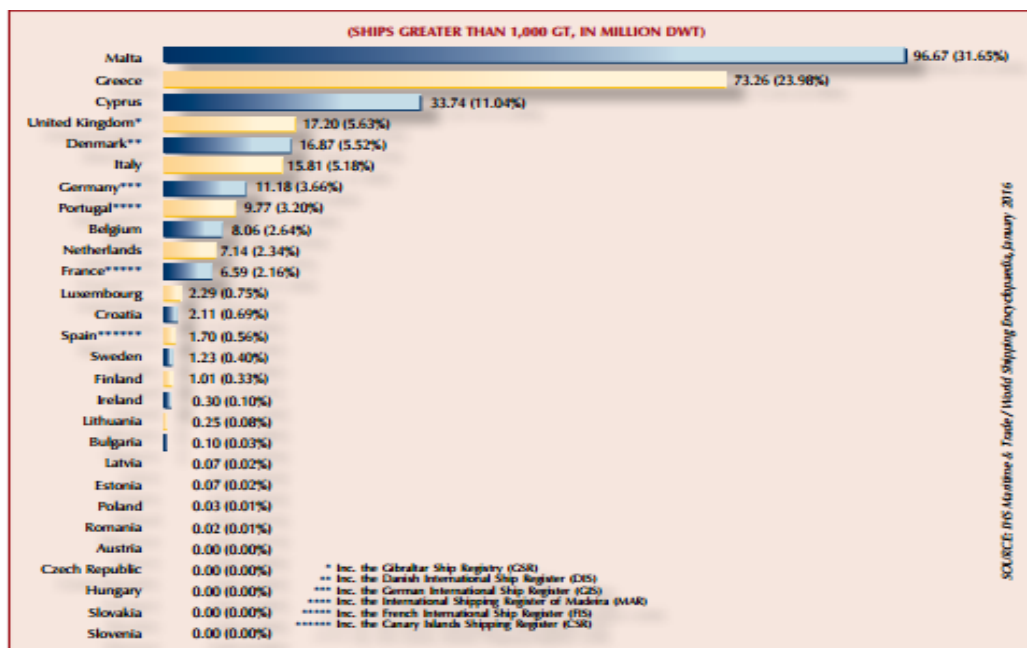 (SHIPS GREATER THAN 1,000 GT, IN MILLION DWT)
Malta 96.67 (31.65%)
Greece 73.26 (23.98%)
Cyprus 33.74 (11.04%)
United Kingdom* 17.20 (5.63%)
Denmark** 16.87 (5.52%)
Italy 15.81 (5.18%)
Germany*** 11.18 (3.66%)
Portugal**** 9.77 (3.20%)
Belgium 8.06 (2.64%)
Netherlands 7.14 (2.34%)
France***** 6.59 (2.16%)
Luxembourg 2.29 (0.75%)
Croatia 2.11 (0.69%)
Spain****** 1.70 (0.56%)
Sweden 1.23 (0.40%)
Finland 1.01 (0.33%)
Ireland 0.30 (0.10%)
Lithuania 0.25 (0.08%)
Bulgaria 0.10 (0.03%)
Latvia 0.07 (0.02%)
Estonia 0.07 (0.02%)
Poland 0.03 (0.01%)
Romania 0.02 (0.01%)
Austria 0.00 (0.00%)
Czech Republic 0.00 (0.00%)
Hungary 0.00 (0.00%)
Slovakia 0.00 (0.00%)
Slovenia 0.00 (0.00%)
* Inc. the Gibraltar Ship Registry (GSR)
** Inc. the Danish International Ship Register (DIS)
*** Inc. the German International Ship Register (GIS)
**** Inc. the International Shipping Register of Madeira (MAR)
***** Inc. the French International Ship Register (FIS)
****** Inc. the Canary Islands Shipping Register (CSR)
SOURCE: IHS Maritime & Trade / World Shipping Encyclopaedia, January 2016